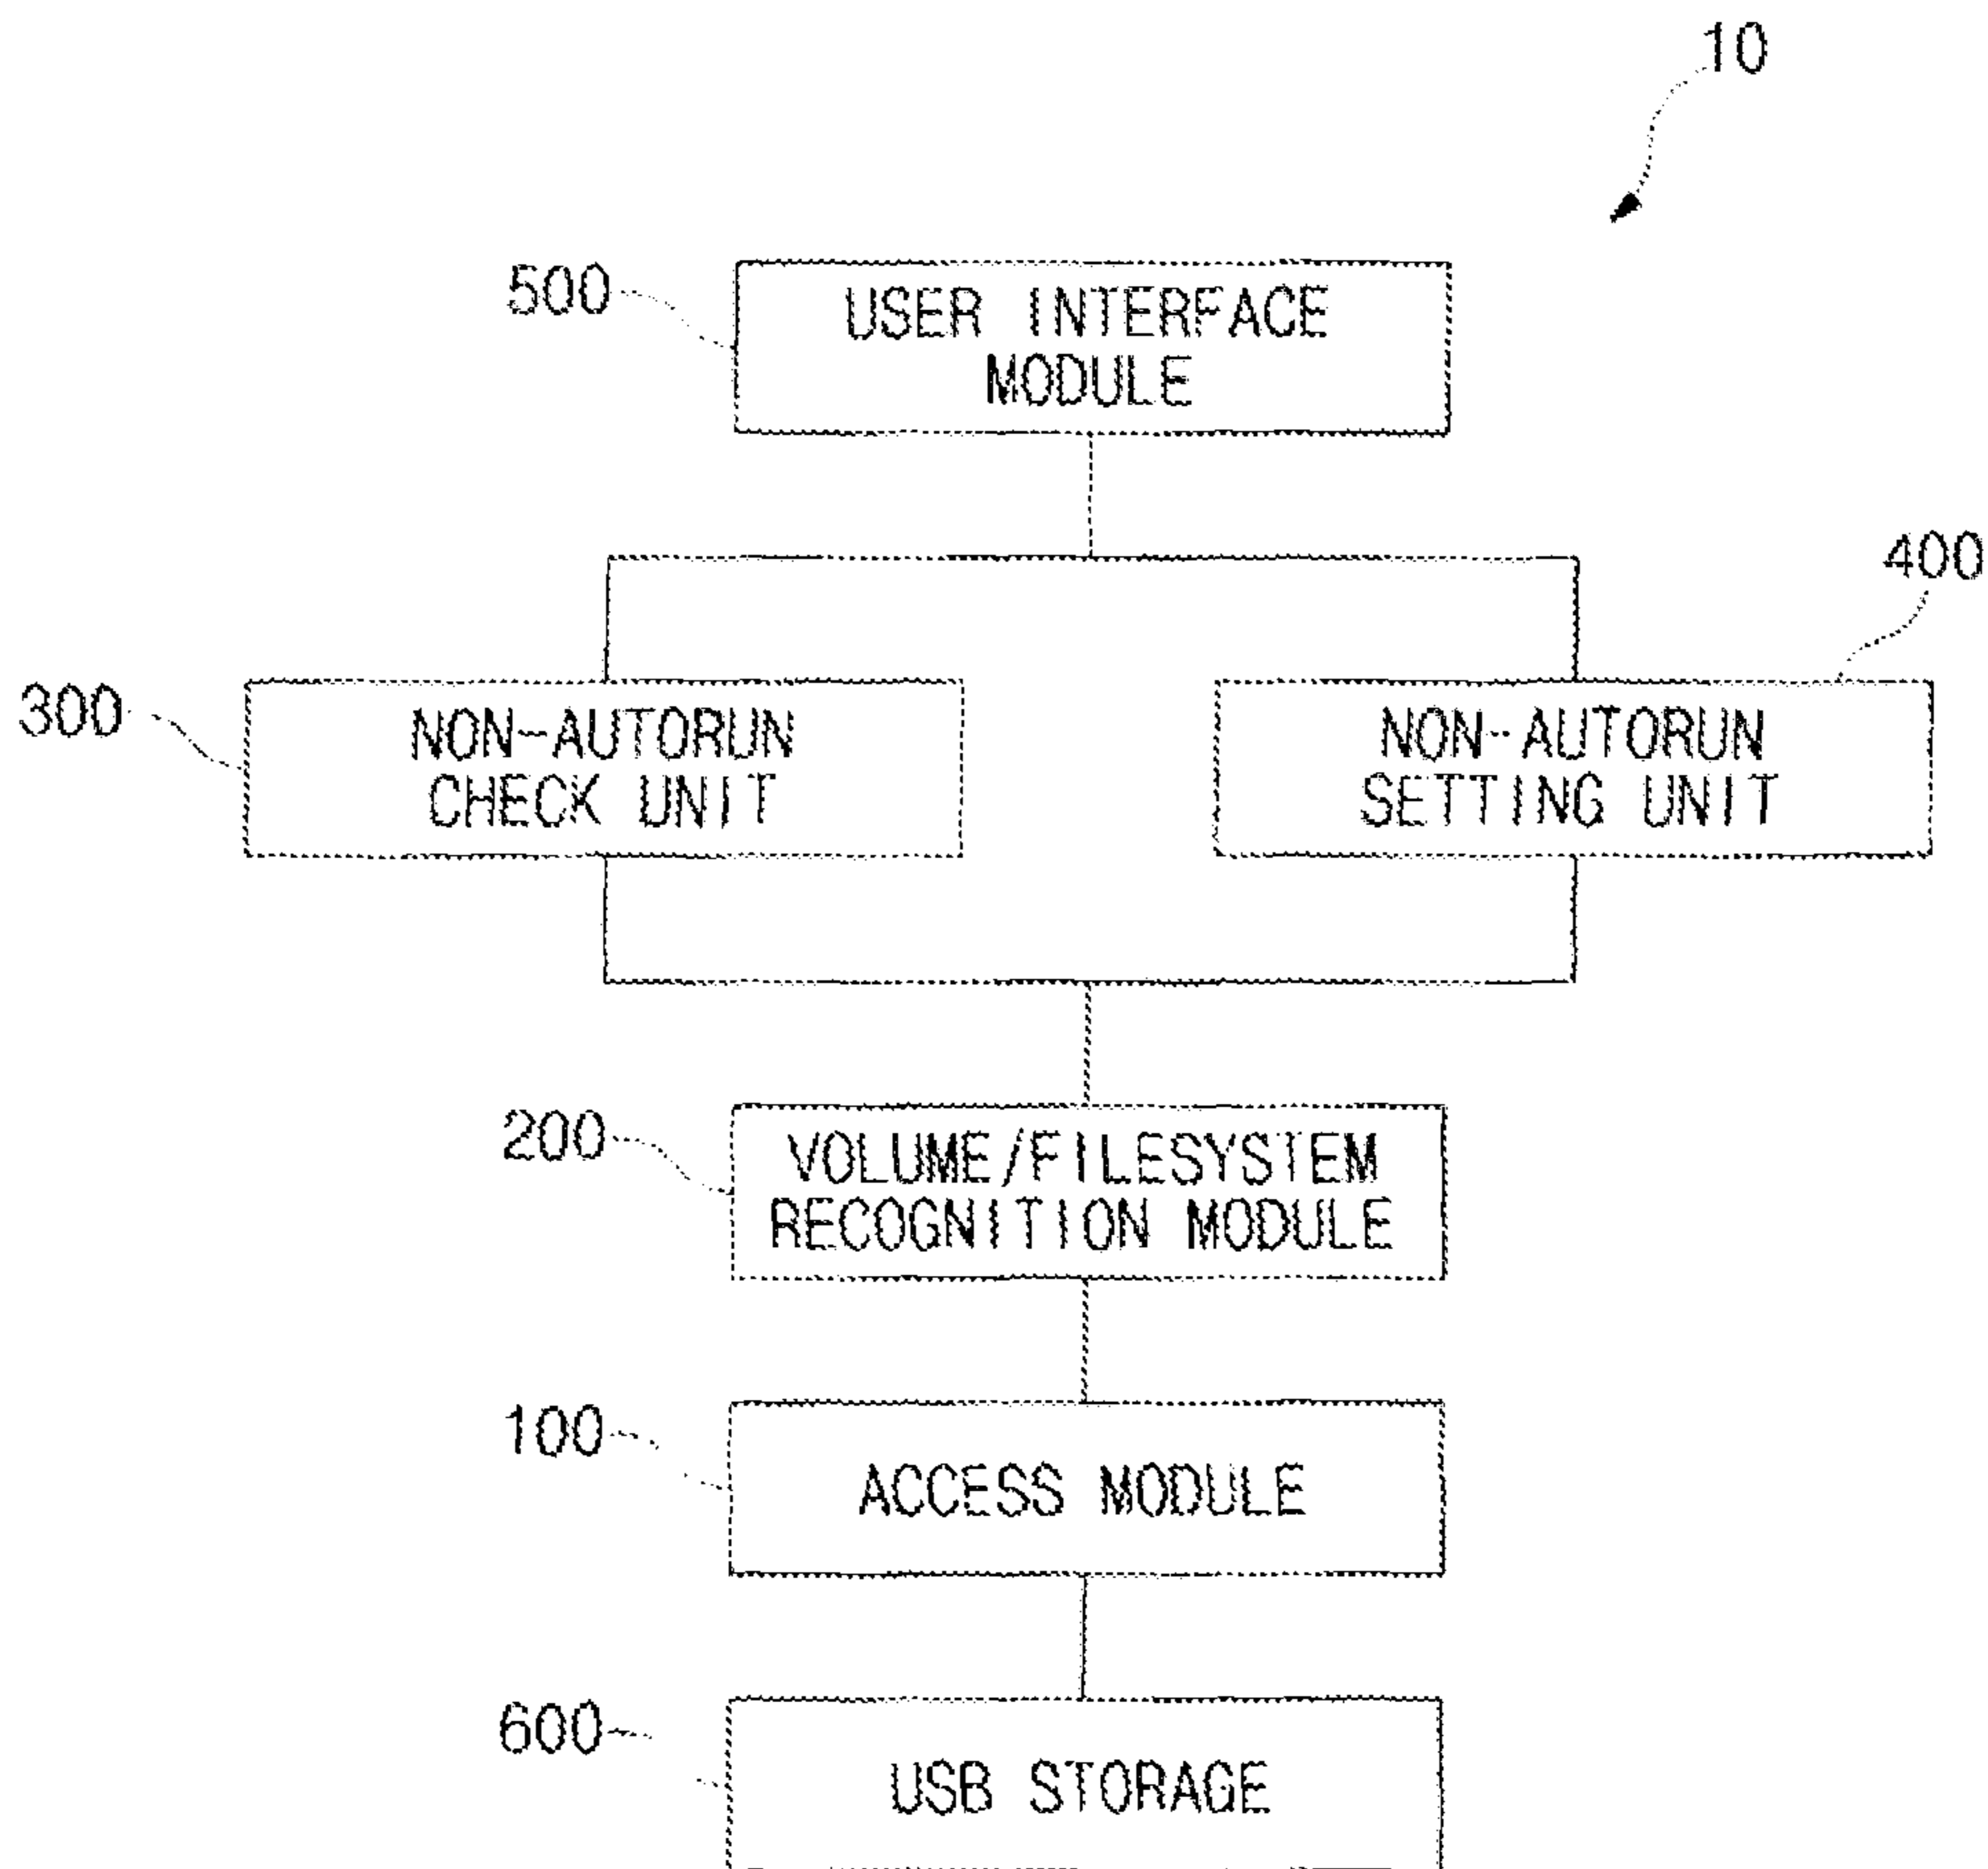 10
500
USER INTERFACE
MODULE
400
300
NON-AUTORUN
CHECK UNIT
NON-AUTORUN
SETTING UNIT
200
VOLUME/FILESYSTEM
RECOGNITION MODULE
100
ACCESS MODULE
600
USB STORAGE